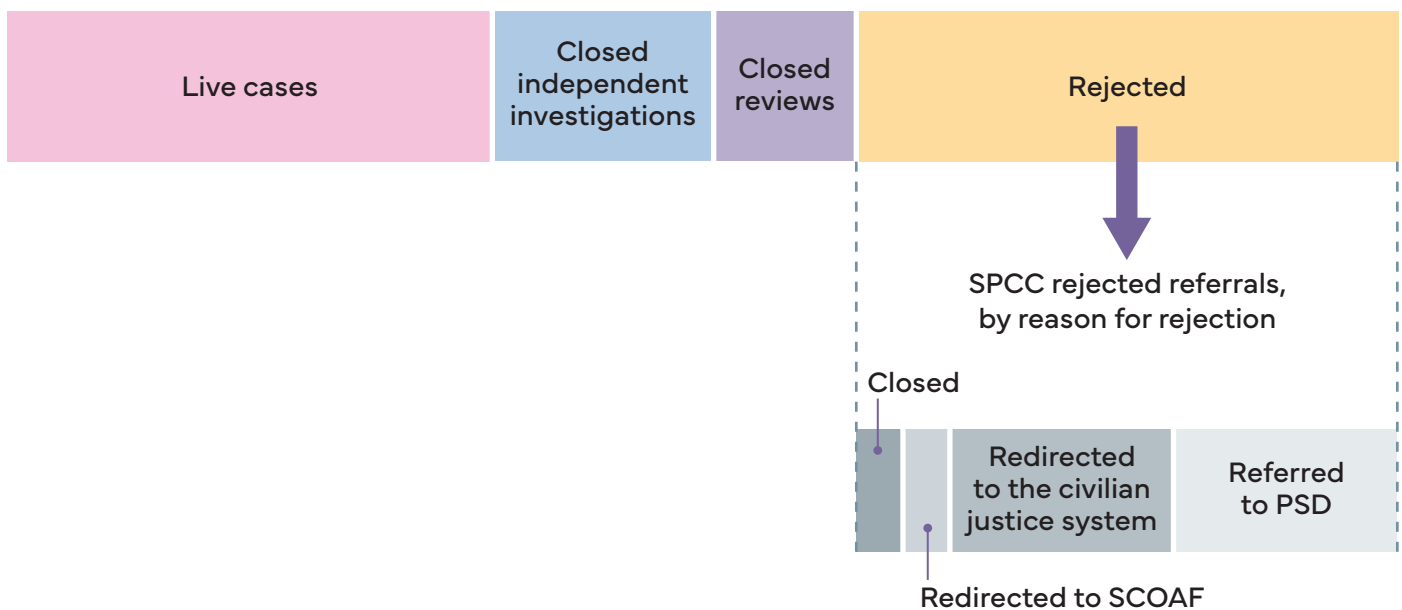 Live cases
Closed
independent
investigations
Closed
reviews
Rejected
SPCC rejected referrals,
by reason for rejection
Closed
Redirected
to the civilian
justice system
Referred
to PSD
Redirected to SCOAF